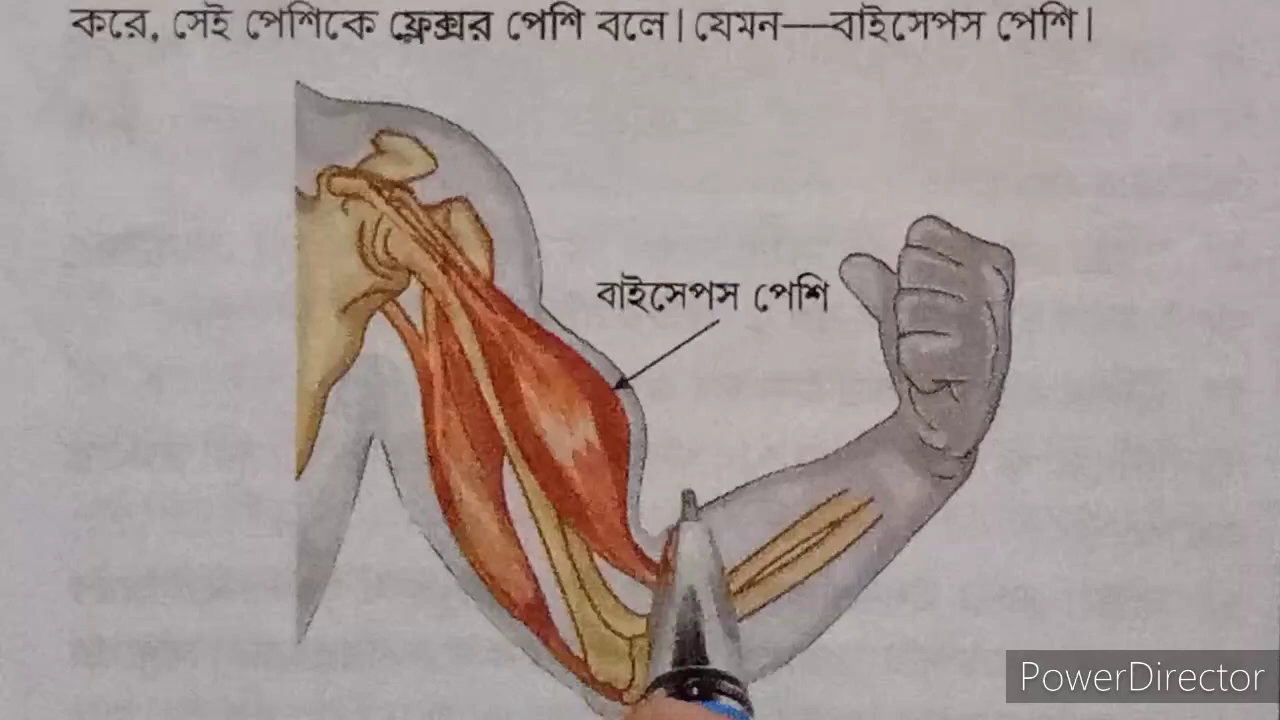 করে, সেই পেশিকে ফ্লেক্সর পেশি বলে। যেমন—বাইসেপস পেশি।
বাইসেপস পেশি
PowerDirector